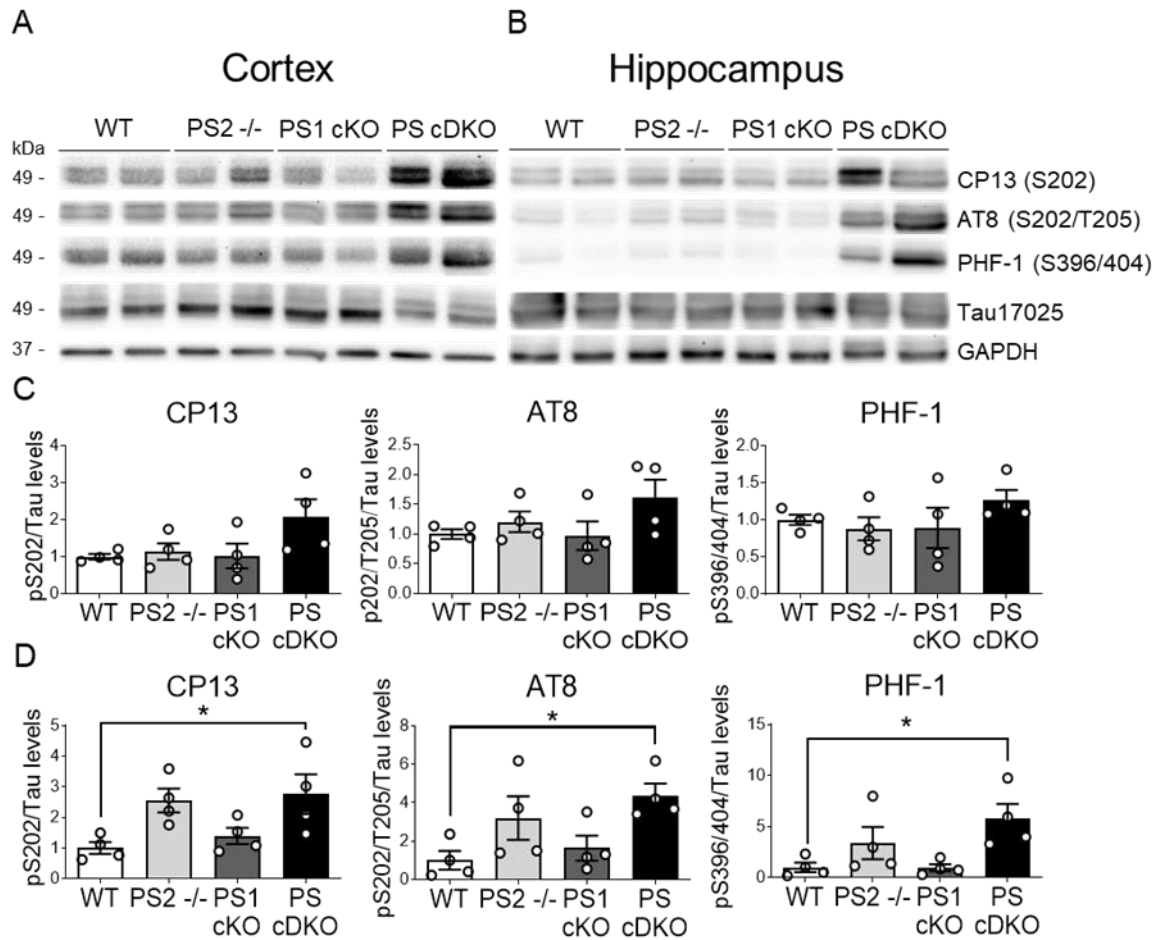 A
B
Cortex
Hippocampus
WT PS2 -/- PS1 cKO PS cDKO
WT PS2 -/- PS1 cKO PS cDKO
kDa
49 - CP13 (S202)
49 - AT8 (S202/T205)
49 - PHF-1 (S396/404)
49 - Tau17025
37 - GAPDH
C
CP13
pS202/Tau levels
4
3
2
1
0
WT PS2 -/- PS1 cKO PS cDKO
AT8
p202/T205/Tau levels
2.5
2.0
1.5
1.0
0.5
0.0
WT PS2 -/- PS1 cKO PS cDKO
PHF-1
pS396/404/Tau levels
2.0
1.5
1.0
0.5
0.0
WT PS2 -/- PS1 cKO PS cDKO
D
CP13
pS202/Tau levels
5
4
3
2
1
0
*
WT PS2 -/- PS1 cKO PS cDKO
AT8
pS202/T205/Tau levels
8
6
4
2
0
*
WT PS2 -/- PS1 cKO PS cDKO
PHF-1
pS396/404/Tau levels
15
10
5
0
*
WT PS2 -/- PS1 cKO PS cDKO